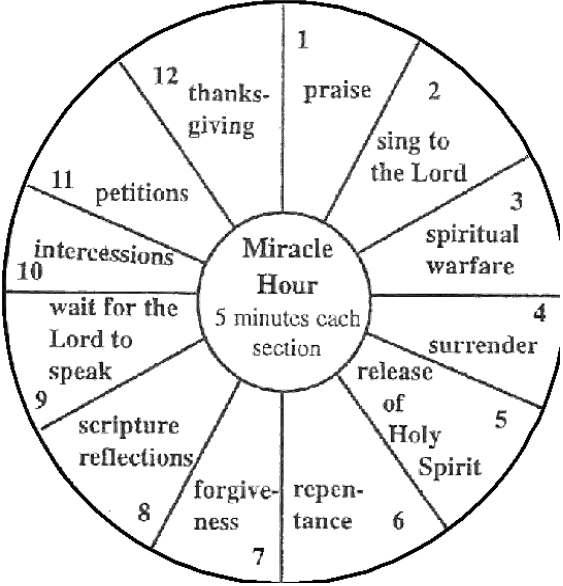 Miracle
Hour
5 minutes each
section
1
praise
2
sing to
the Lord
3
spiritual
warfare
4
surrender
5
release
of
Holy
Spirit
6
repen-
tance
7
forgive-
ness
8
scripture
reflections
9
wait for the
Lord to
speak
10
intercessions
11
petitions
12
thanks-
giving